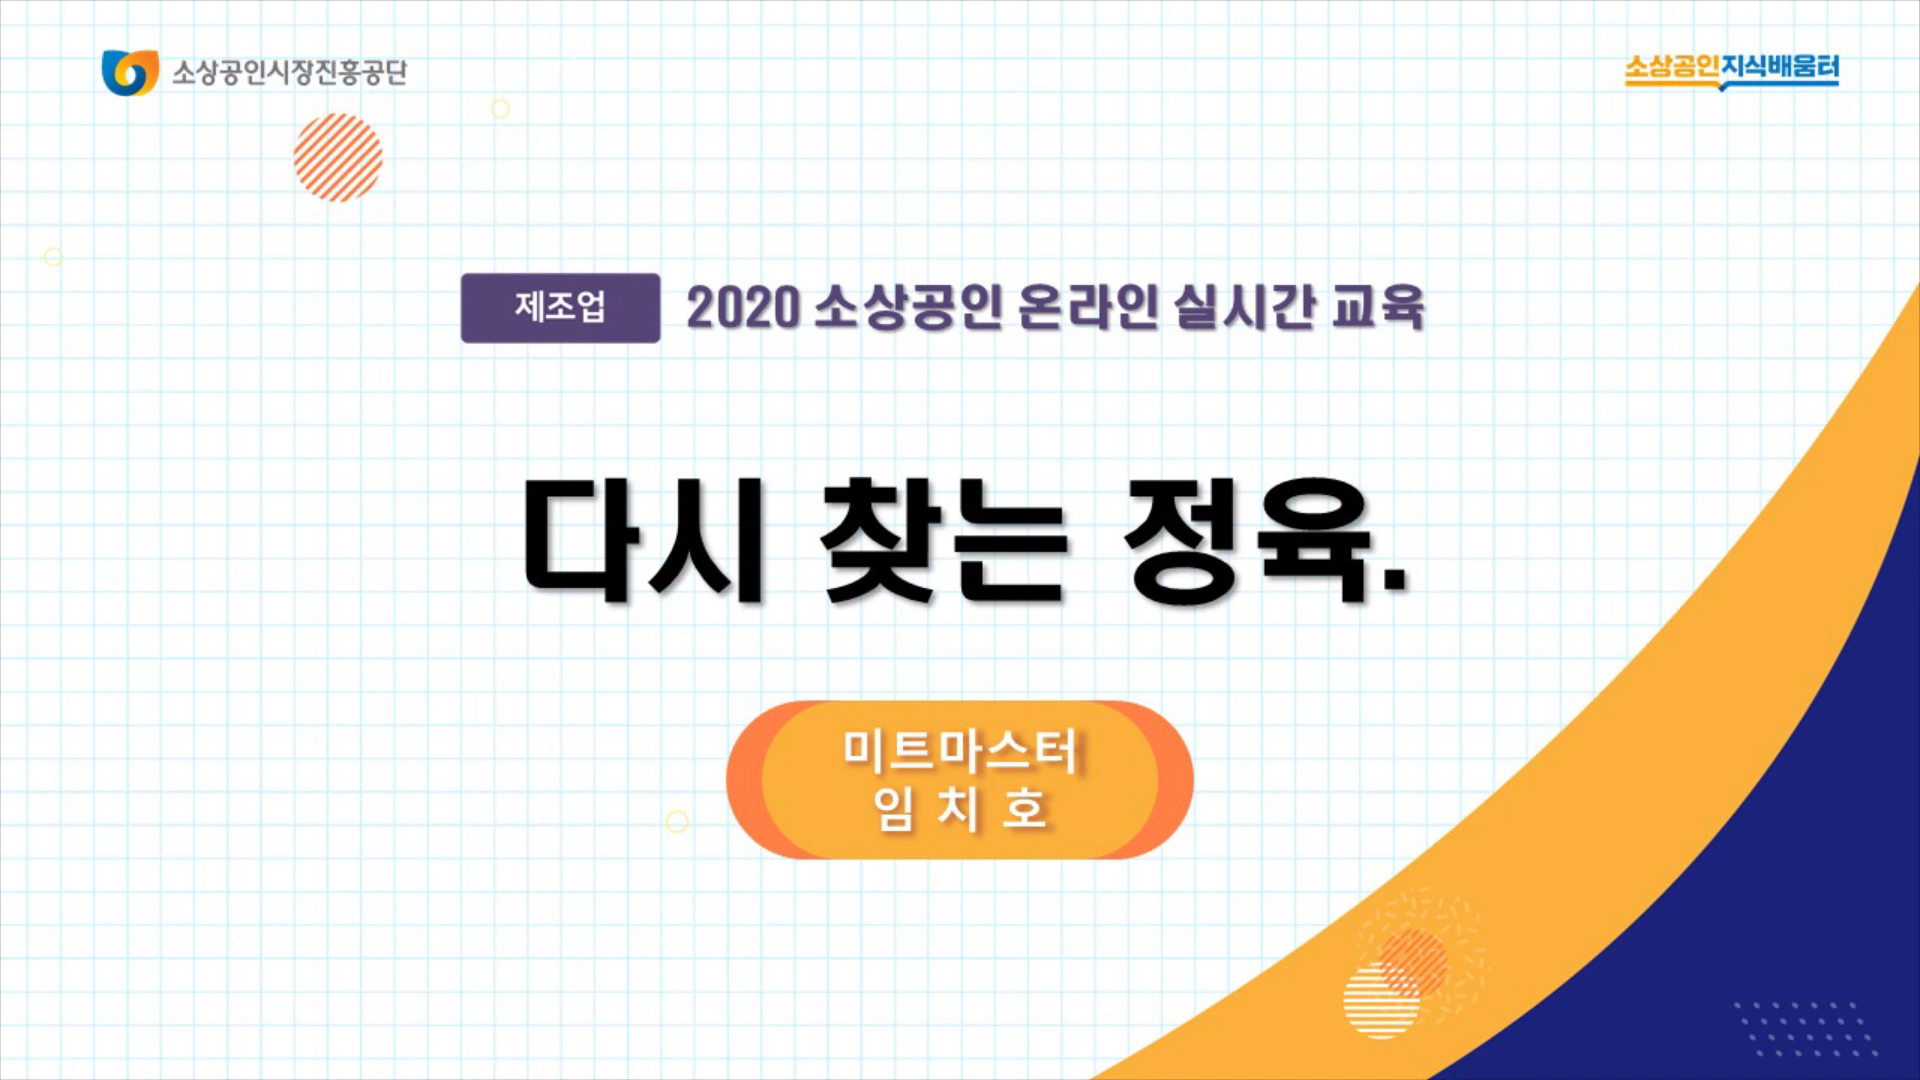 소상공인시장진흥공단
소상공인지식배움터
제조업 2020 소상공인 온라인 실시간 교육
다시 찾는 정육.
미트마스터
임 치 호